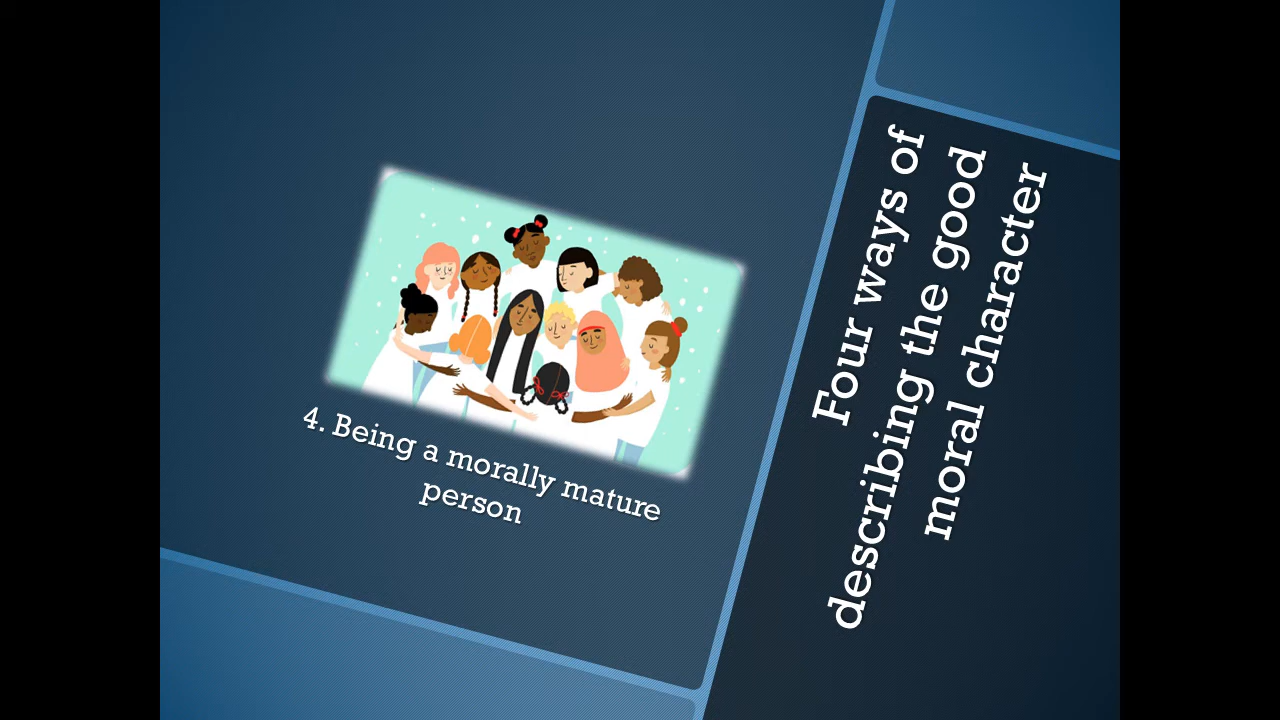 Four ways of
describing the good
moral character
4. Being a morally mature
person